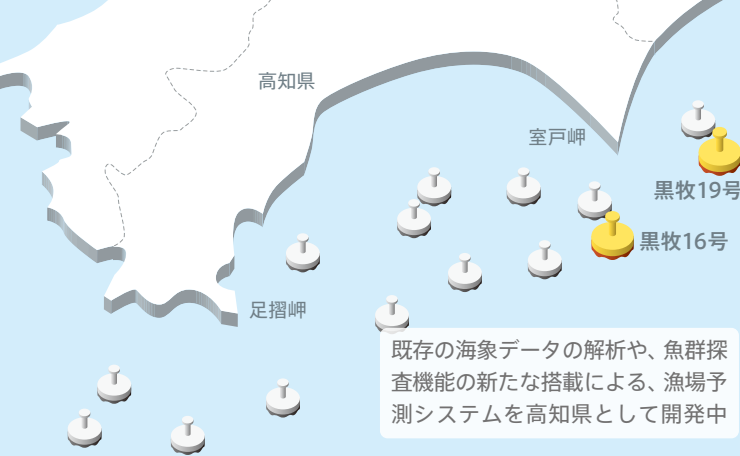 高知県
室戸岬
黒牧19号
黒牧16号
足摺岬
既存の海象データの解析や、魚群探
査機能の新たな搭載による、漁場予
測システムを高知県として開発中